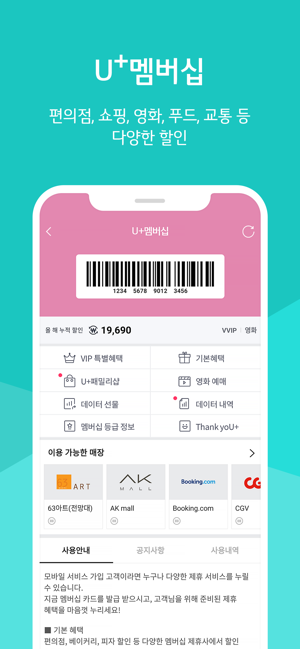 U⁺멤버십
편의점, 쇼핑, 영화, 푸드, 교통 등
다양한 할인
U+멤버십
1234 5678 9012 3456
올 해 누적 할인 ₩ 19,690 VVIP 영화
VIP 특별혜택 기본혜택
U+패밀리샵 영화 예매
데이터 선물 데이터 내역
멤버십 등급 정보 Thank yoU+
이용 가능한 매장
63 ART AK MALL Booking.com CG
63아트(전망대) AK mall Booking.com CGV
사용안내 공지사항 사용내역
모바일 서비스 가입 고객이라면 누구나 다양한 제휴 서비스를 누릴
수 있습니다.
지금 멤버십 카드를 발급 받으시고, 고객님을 위해 준비된 제휴
혜택을 마음껏 누리세요!
■ 기본 혜택
편의점, 베이커리, 피자 할인 등 다양한 멤버십 제휴사에서 할인